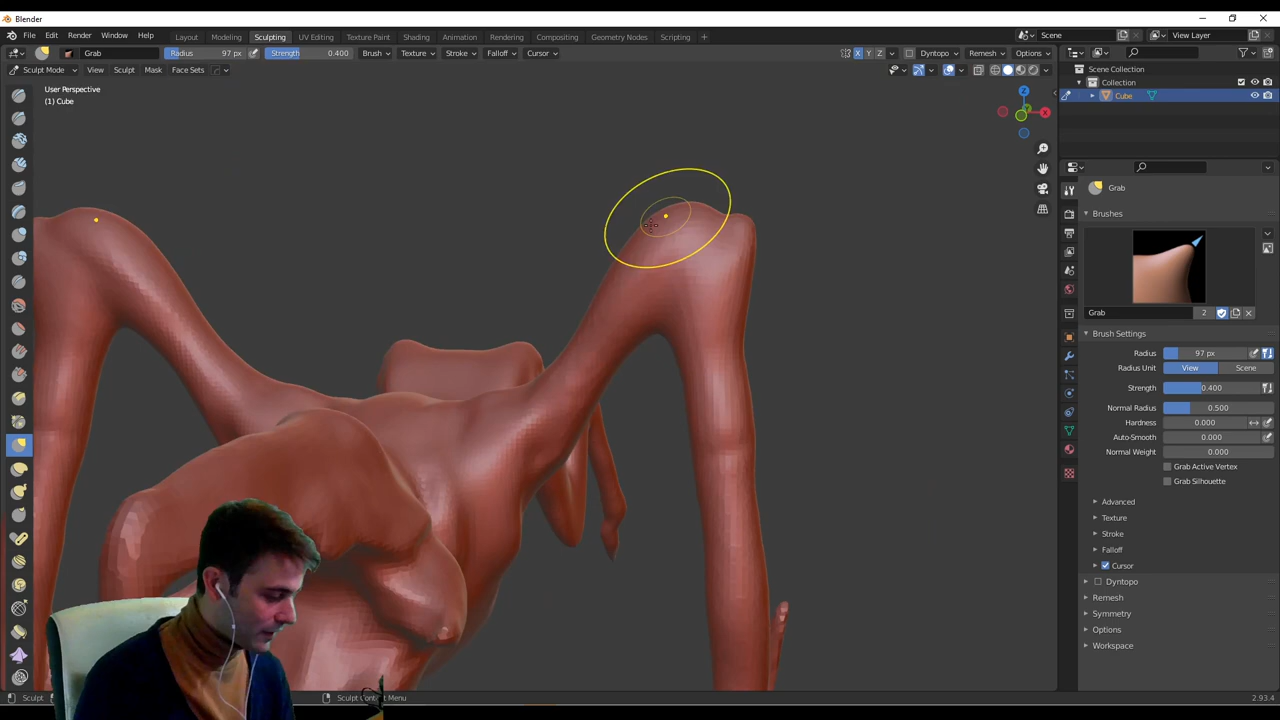 Blender
File Edit Render Window Help Layout Modeling Sculpting UV Editing Texture Paint Shading Animation Rendering Compositing Geometry Nodes Scripting + Scene View Layer
Grab Radius 97 px Strength 0.400 Brush Texture Stroke Falloff Cursor X Y Z Dyntopo Remesh Options
Sculpt Mode View Sculpt Mask Face Sets
Scene Collection
Collection
Cube
User Perspective
(1) Cube
Z
X
Grab
Brushes
Grab 2
Brush Settings
Radius 97 px
Radius Unit View Scene
Strength 0.400
Normal Radius 0.500
Hardness 0.000
Auto-Smooth 0.000
Normal Weight 0.000
Grab Active Vertex
Grab Silhouette
Advanced
Texture
Stroke
Falloff
Cursor
Dyntopo
Remesh
Symmetry
Options
Workspace
Sculpt Sculpt Context Menu 2.93.4